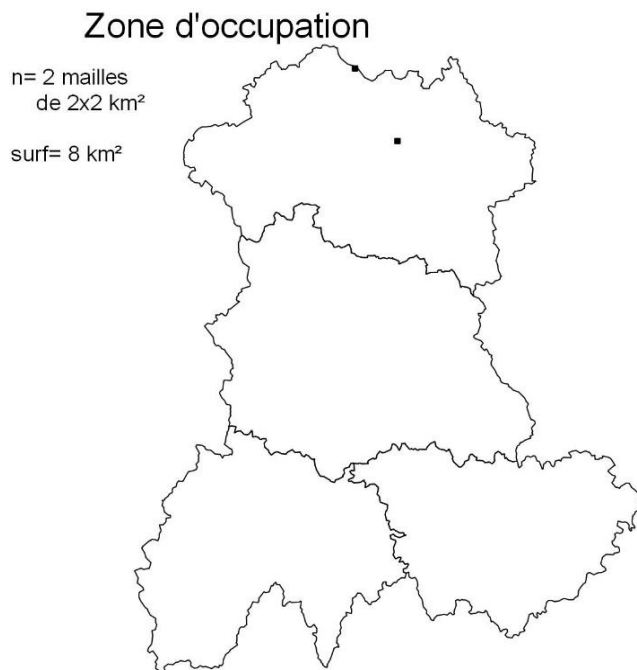 Zone d'occupation
n= 2 mailles
de 2x2 km²
surf= 8 km²